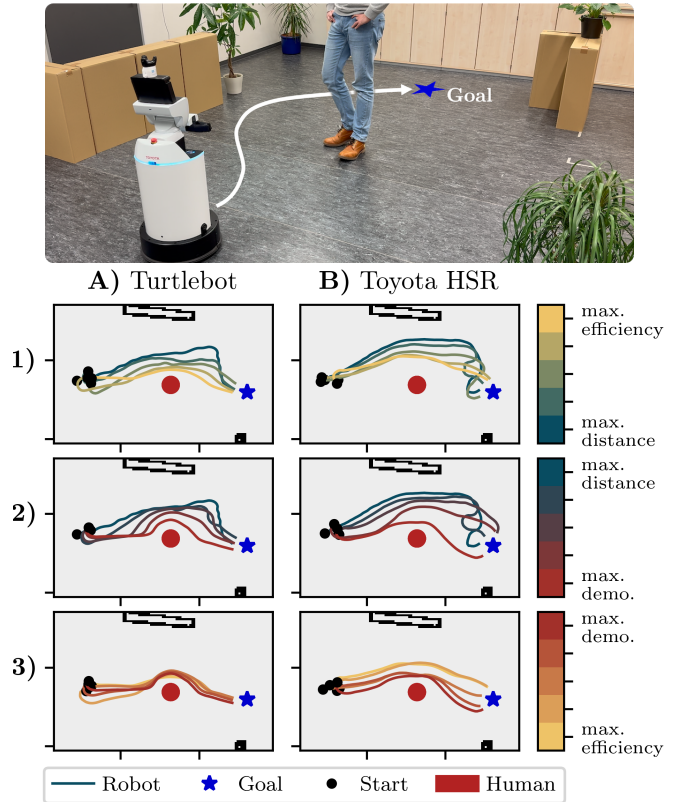 Goal
A) Turtlebot
B) Toyota HSR
1)
max.
efficiency
max.
distance
2)
max.
distance
max.
demo.
3)
max.
demo.
max.
efficiency
Robot
Goal
Start
Human